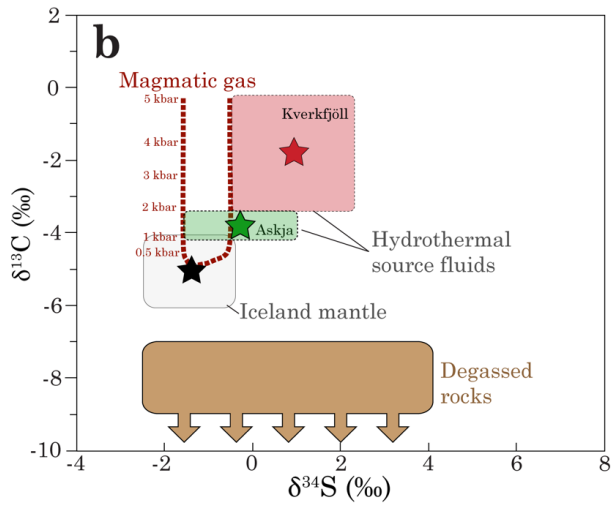 b
2
0
-2
-4
-6
-8
-10
δ¹³C (‰)
Magmatic gas
5 kbar
4 kbar
3 kbar
2 kbar
1 kbar
0.5 kbar
Kverkfjöll
Askja
Hydrothermal
source fluids
Iceland mantle
Degassed
rocks
-4
-2
0
2
4
6
8
δ³⁴S (‰)